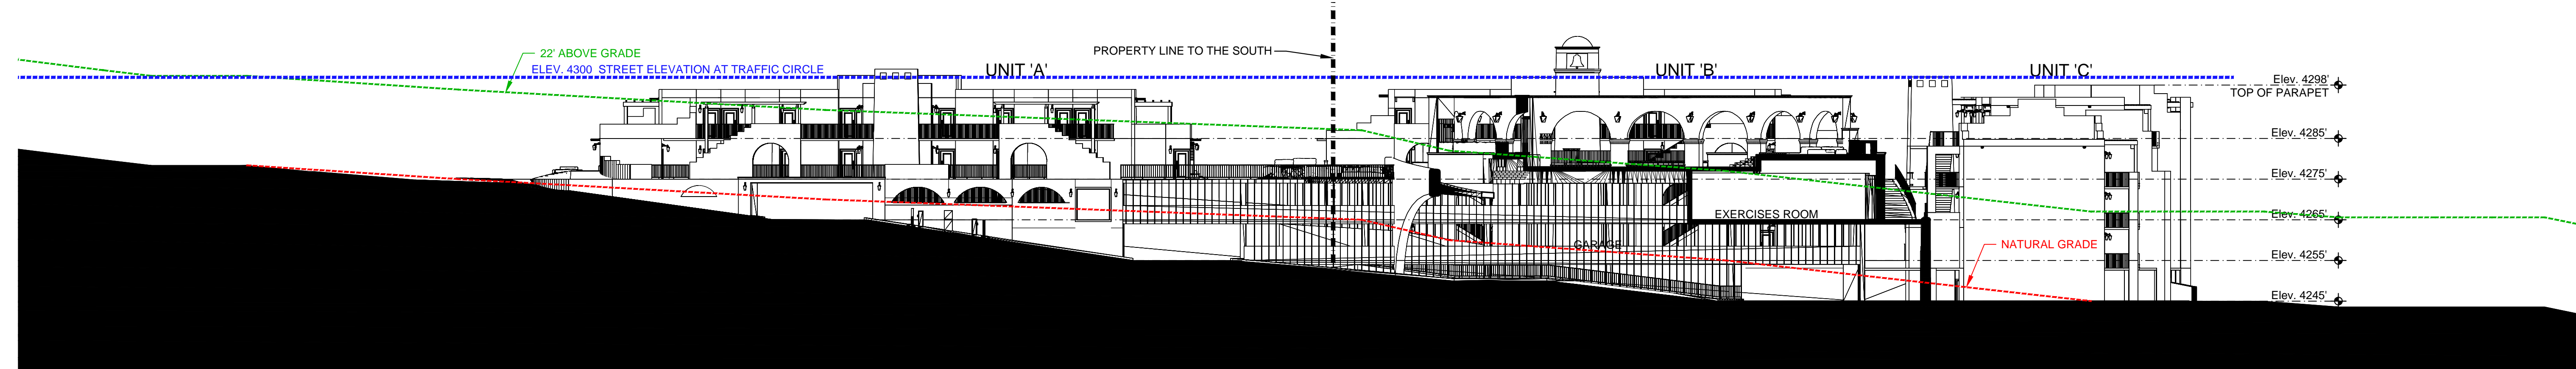 22' ABOVE GRADE
PROPERTY LINE TO THE SOUTH
ELEV. 4300 STREET ELEVATION AT TRAFFIC CIRCLE
UNIT 'A'
UNIT 'B'
UNIT 'C'
Elev. 4298'
TOP OF PARAPET
Elev. 4285'
Elev. 4275'
EXERCISES ROOM
Elev. 4265'
GARAGE
NATURAL GRADE
Elev. 4255'
Elev. 4245'